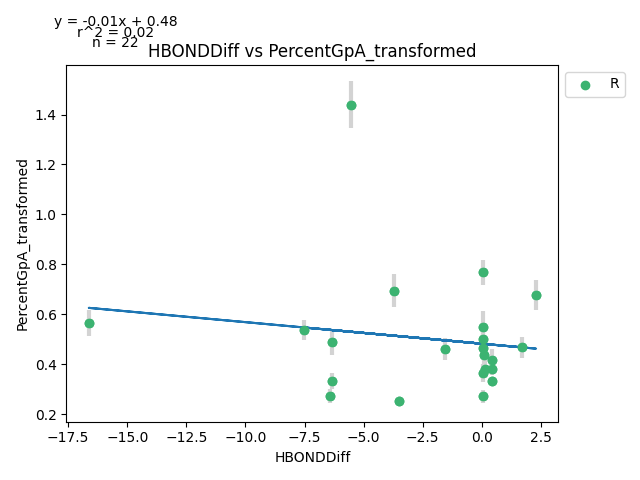 y = -0.01x + 0.48
r^2 = 0.02
n = 22
HBONDDiff vs PercentGpA_transformed
R
PercentGpA_transformed
1.4
1.2
1.0
0.8
0.6
0.4
0.2
−17.5 −15.0 −12.5 −10.0 −7.5 −5.0 −2.5 0.0 2.5
HBONDDiff